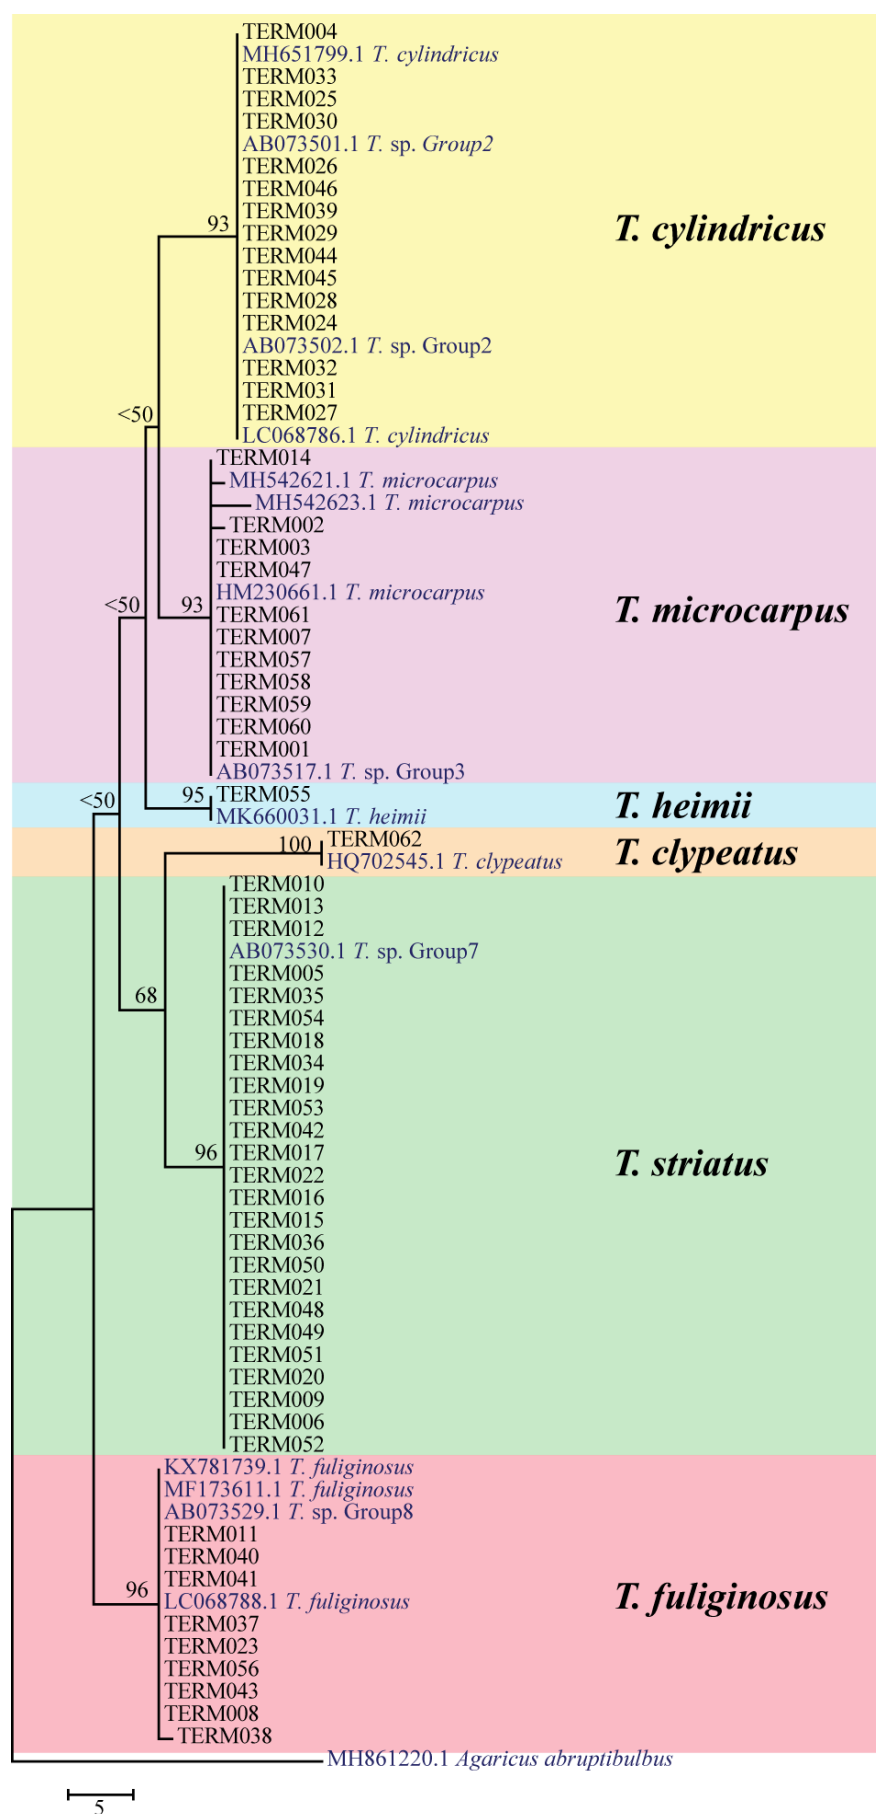 TERM004
MH651799.1 T. cylindricus
TERM033
TERM025
TERM030
AB073501.1 T. sp. Group2
TERM026
TERM046
TERM039
93
TERM029
T. cylindricus
TERM044
TERM045
TERM028
TERM024
AB073502.1 T. sp. Group2
TERM032
TERM031
TERM027
<50
LC068786.1 T. cylindricus
TERM014
MH542621.1 T. microcarpus
MH542623.1 T. microcarpus
TERM002
TERM003
TERM047
HM230661.1 T. microcarpus
<50
93
TERM061
T. microcarpus
TERM007
TERM057
TERM058
TERM059
TERM060
TERM001
AB073517.1 T. sp. Group3
<50
95
TERM055
T. heimii
MK660031.1 T. heimii
TERM062
100
T. clypeatus
HQ702545.1 T. clypeatus
TERM010
TERM013
TERM012
AB073530.1 T. sp. Group7
TERM005
68
TERM035
TERM054
TERM018
TERM034
TERM019
TERM053
TERM042
96
TERM017
T. striatus
TERM022
TERM016
TERM015
TERM036
TERM050
TERM021
TERM048
TERM049
TERM051
TERM020
TERM009
TERM006
TERM052
KX781739.1 T. fuliginosus
MF173611.1 T. fuliginosus
AB073529.1 T. sp. Group8
TERM011
TERM040
TERM041
96
LC068788.1 T. fuliginosus
T. fuliginosus
TERM037
TERM023
TERM056
TERM043
TERM008
TERM038
MH861220.1 Agaricus abruptibulbus
5